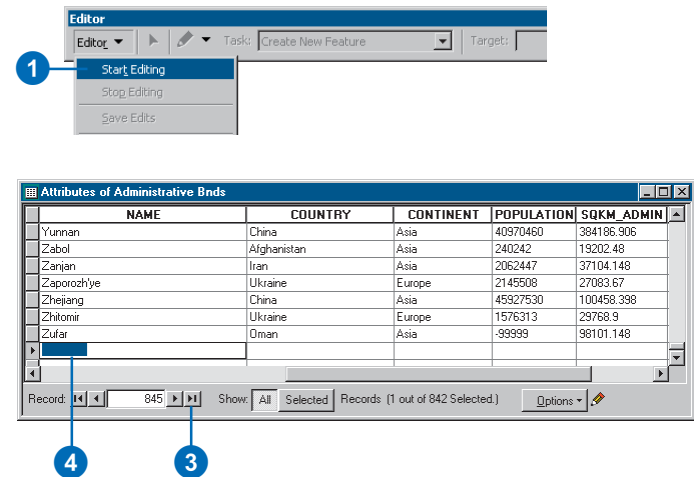 Editor
Editor Task: Create New Feature Target:
1 Start Editing
Stop Editing
Save Edits
Attributes of Administrative Bnds
NAME COUNTRY CONTINENT POPULATION SQKM_ADMIN
Yunnan China Asia 40970460 384186.906
Zabol Afghanistan Asia 240242 19202.48
Zanjan Iran Asia 2062447 37104.148
Zaporozh'ye Ukraine Europe 2145508 27083.67
Zhejiang China Asia 45927530 100458.398
Zhitomir Ukraine Europe 1576313 29768.9
Zufar Oman Asia -99999 98101.148
Record: 845 Show: All Selected Records (1 out of 842 Selected.) Options
4 3